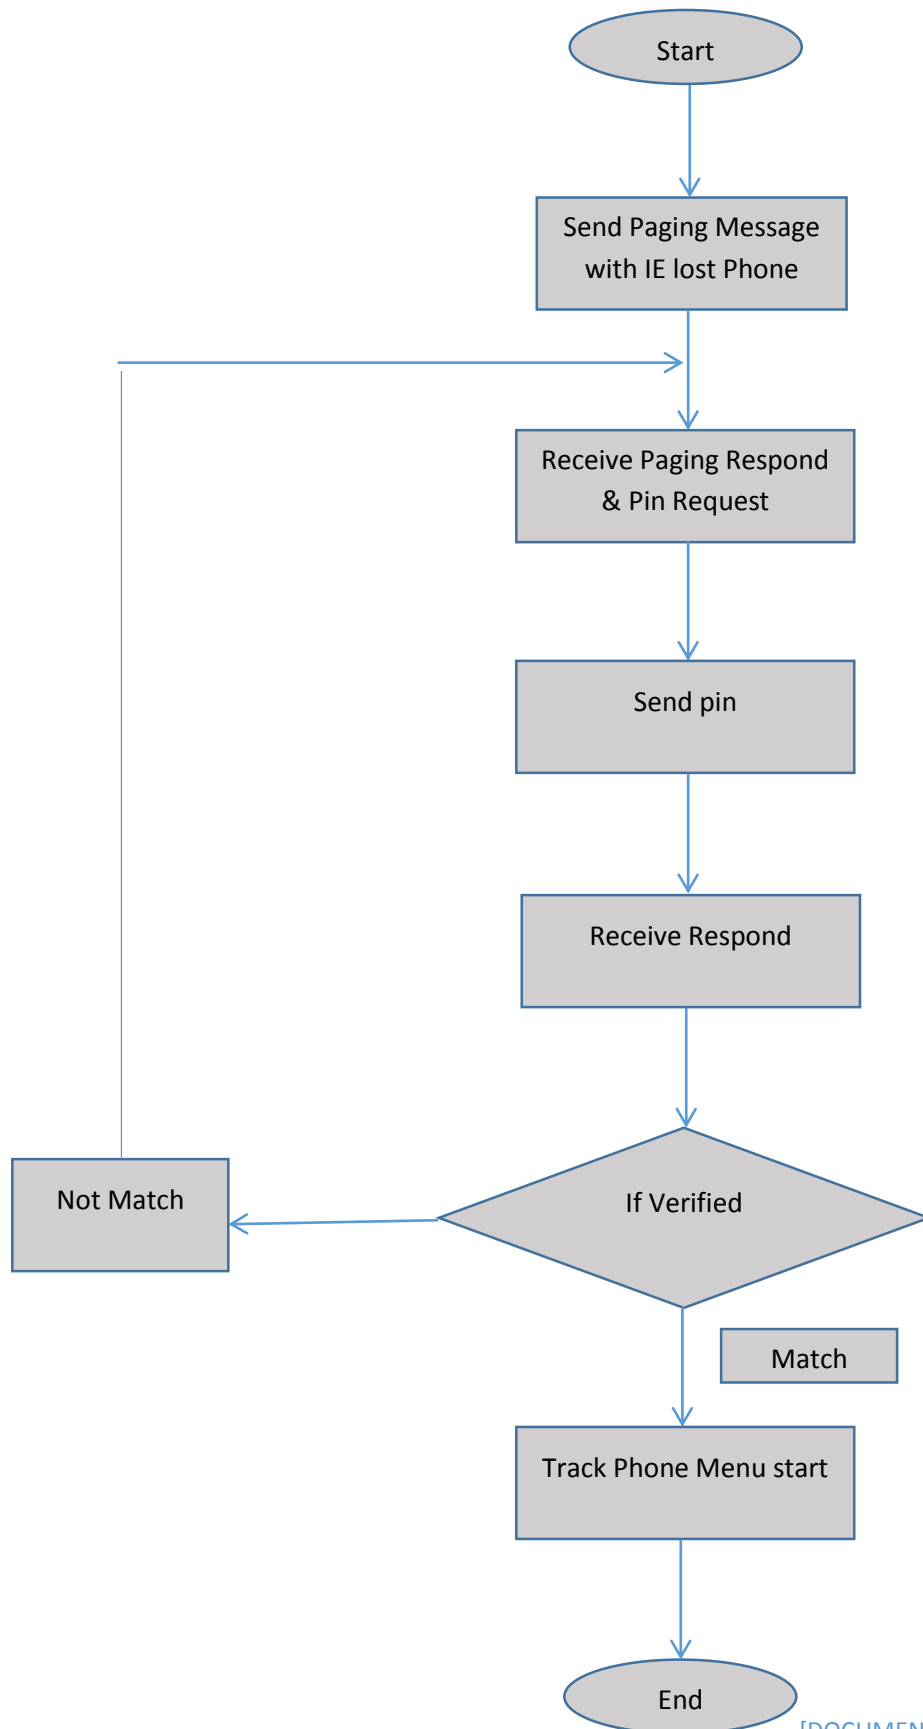 Start
Send Paging Message
with IE lost Phone
Receive Paging Respond
& Pin Request
Send pin
Receive Respond
If Verified
Not Match
Match
Track Phone Menu start
End